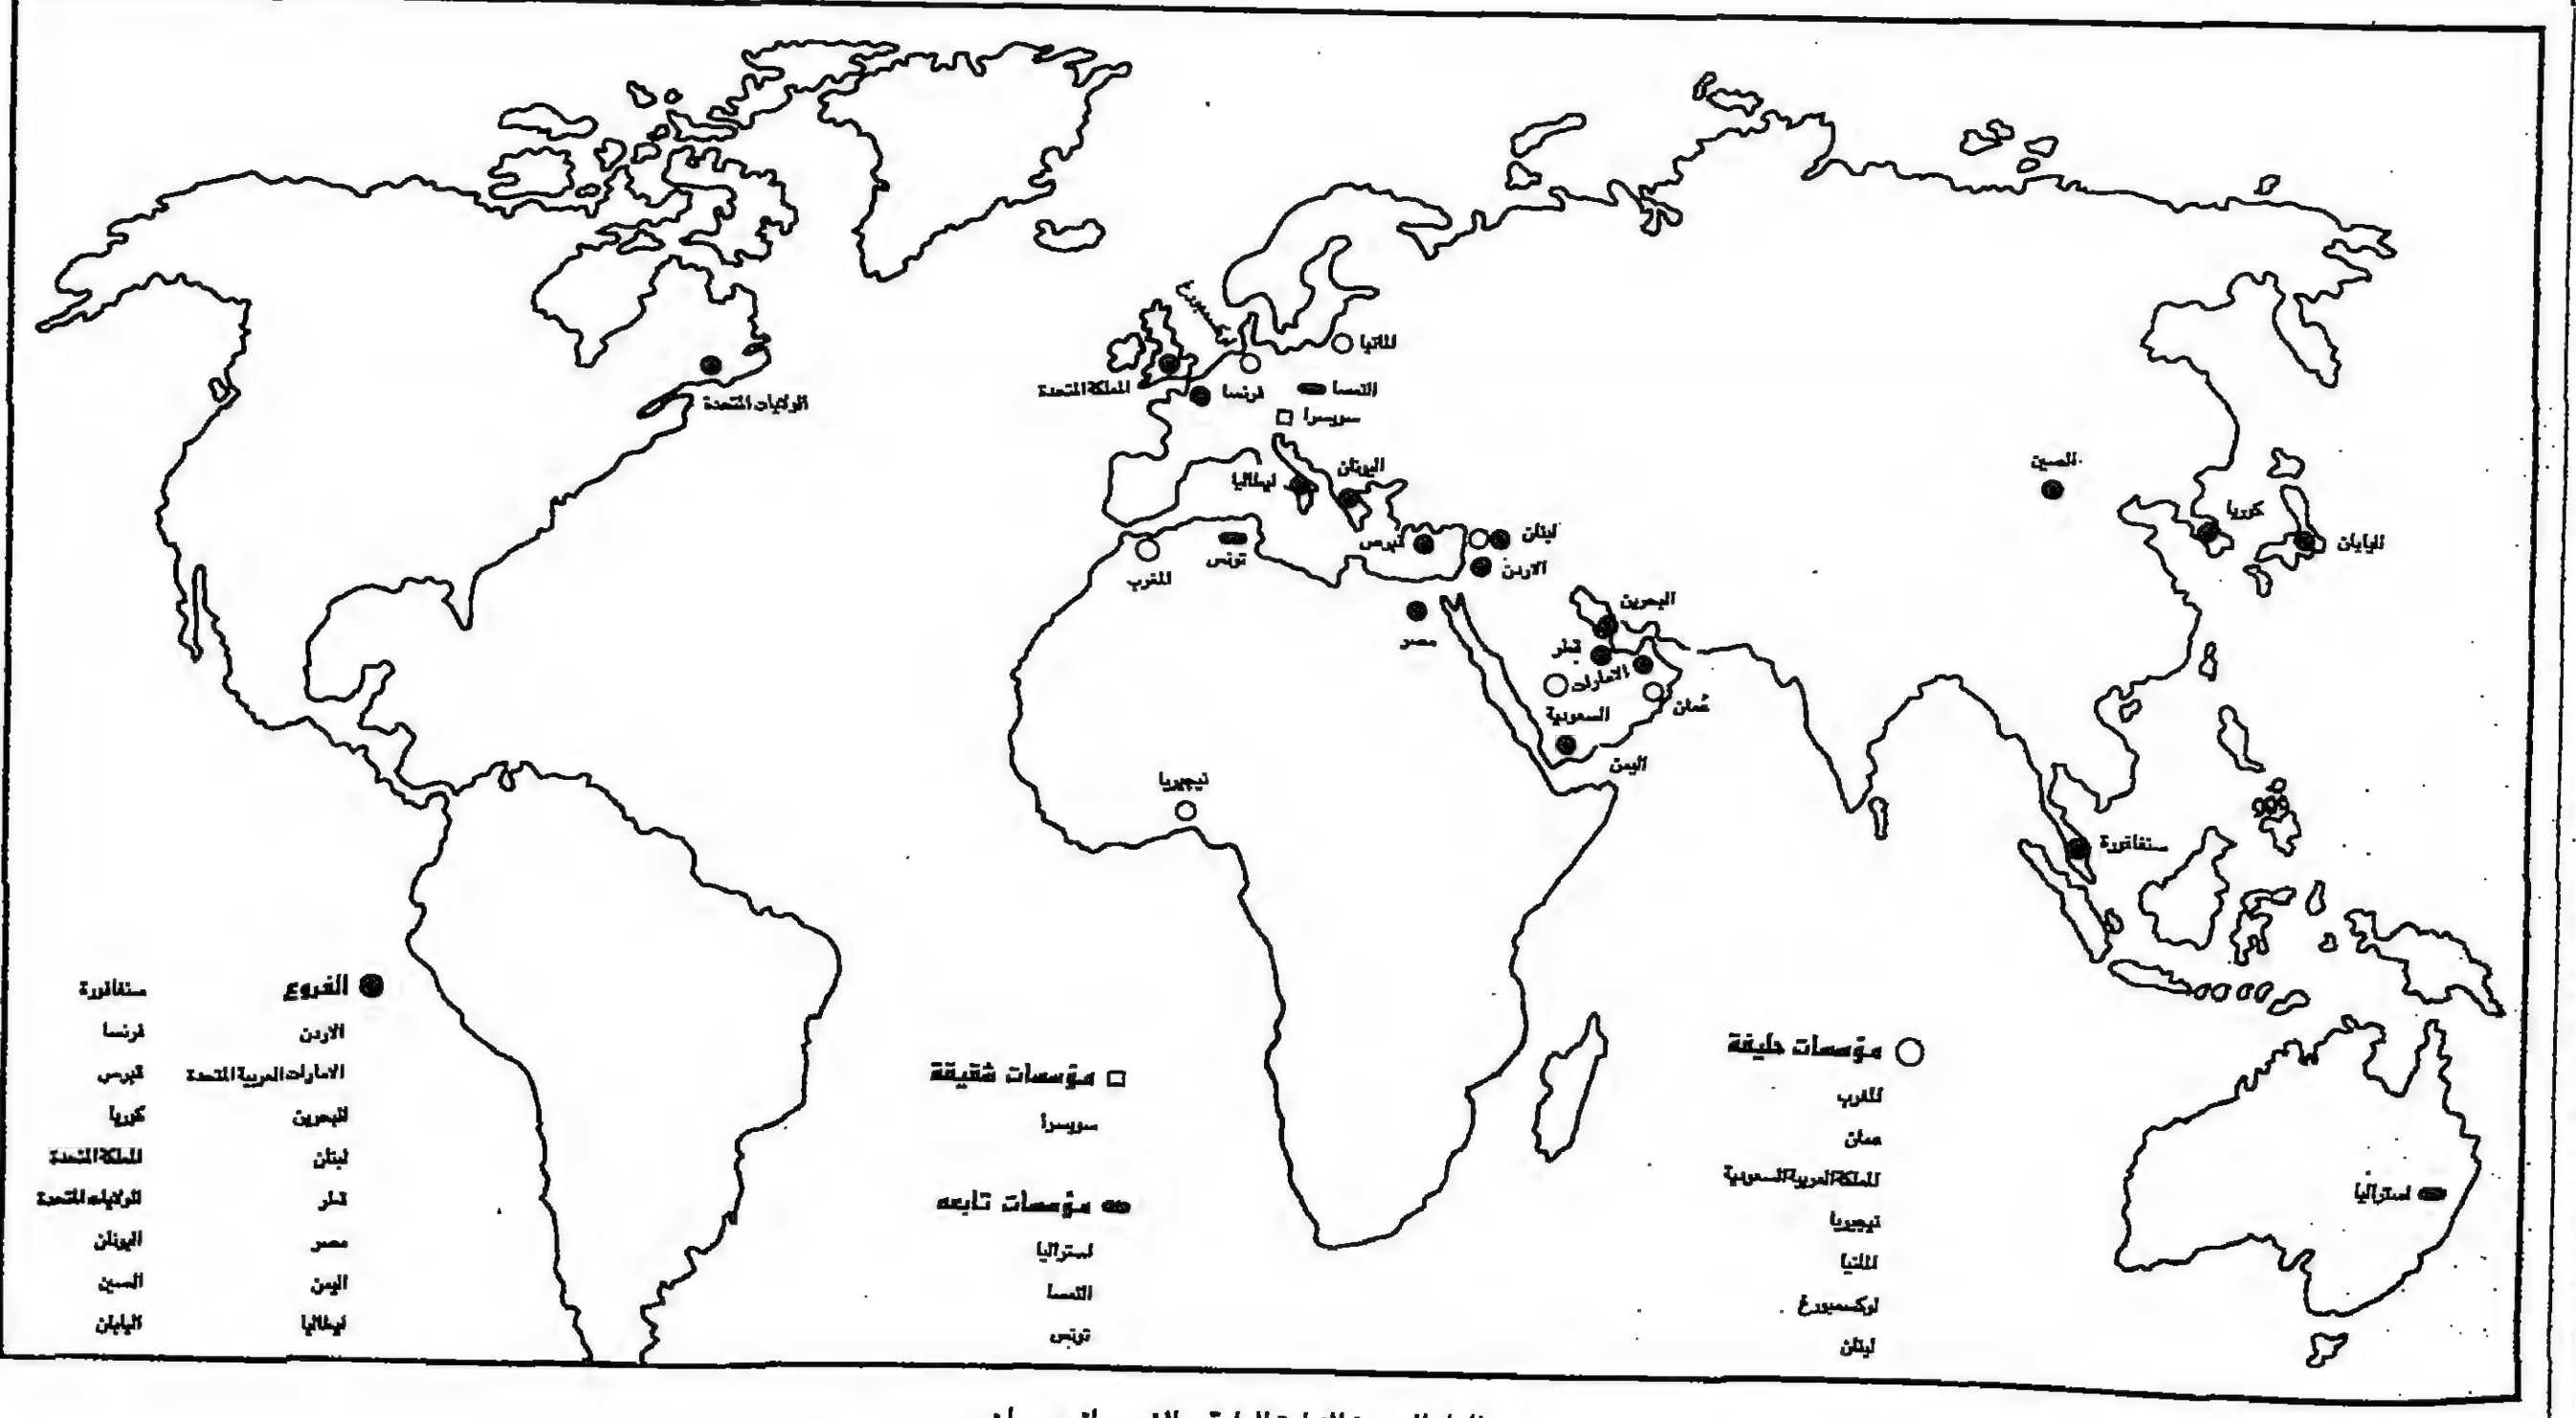 المانيا
لوكسمبورغ
المملكة المتحدة
فرنسا
النمسا
سويسرا
الولايات المتحدة
ايطاليا
اليونان
الصين
كوريا
اليابان
قبرص
لبنان
الاردن
المغرب
تونس
مصر
البحرين
قطر
الامارات
السعودية
عُمان
اليمن
نيجيريا
سنغافورة
استراليا
مؤسسات حليفة
المغرب
عمان
المملكة العربية السعودية
نيجيريا
المانيا
لوكسمبورغ
لبنان
مؤسسات شقيقة
سويسرا
مؤسسات تابعه
استراليا
النمسا
تونس
الفروع
الاردن
الامارات العربية المتحدة
البحرين
لبنان
قطر
مصر
اليمن
ايطاليا
سنغافورة
فرنسا
قبرص
كوريا
المملكة المتحدة
الولايات المتحدة
اليونان
الصين
اليابان